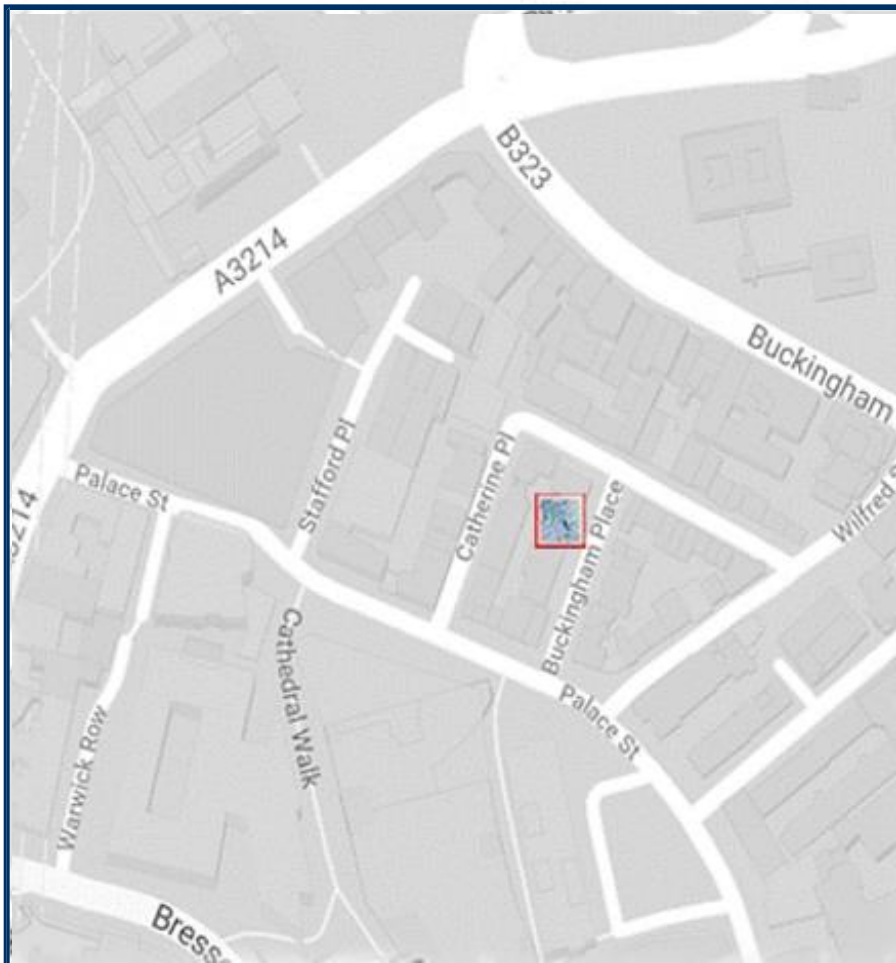 B323
A3214
Buckingham
Palace St
Stafford Pl
Catherine Pl
Buckingham Place
Wilfred
3214
Cathedral Walk
Palace St
Warwick Row
Bress